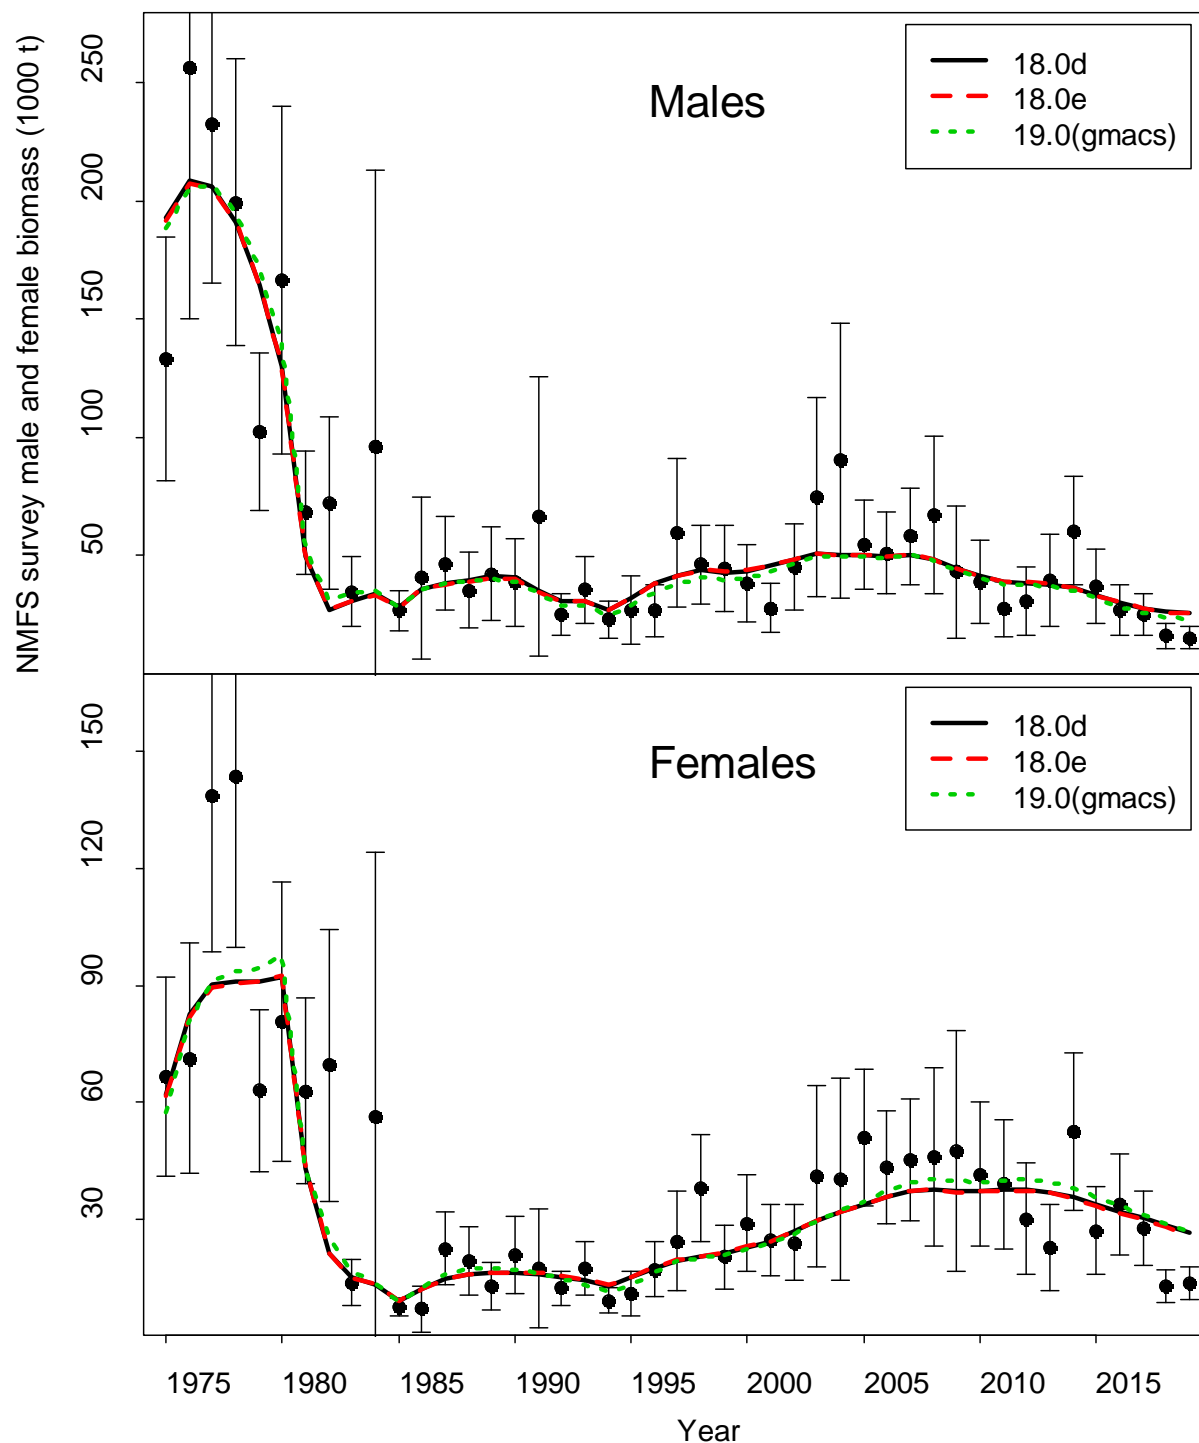 NMFS survey male and female biomass (1000 t)
250
200
150
100
50
Males
18.0d
18.0e
19.0(gmacs)
150
120
90
60
30
Females
18.0d
18.0e
19.0(gmacs)
1975 1980 1985 1990 1995 2000 2005 2010 2015
Year